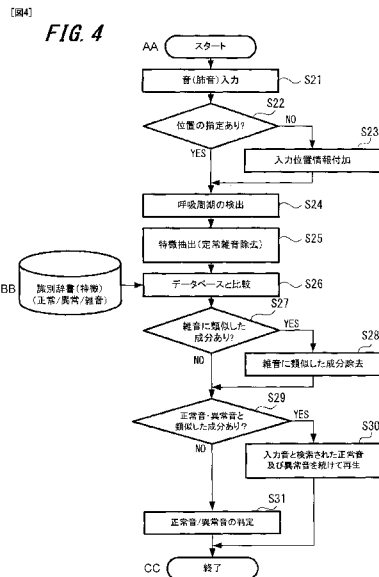 [図4]
FIG. 4
AA
スタート
音(肺音)入力
S21
S22
位置の指定あり?
NO
S23
YES
入力位置情報付加
呼吸周期の検出
S24
特徴抽出(定常雑音除去)
S25
BB
識別辞書(特徴)
(正常/異常/雑音)
データベースと比較
S26
S27
雑音に類似した
成分あり?
YES
S28
NO
雑音に類似した成分除去
S29
正常音・異常音と
類似した成分あり?
YES
S30
NO
入力音と検索された正常音
及び異常音を続けて再生
S31
正常音/異常音の判定
CC
終了